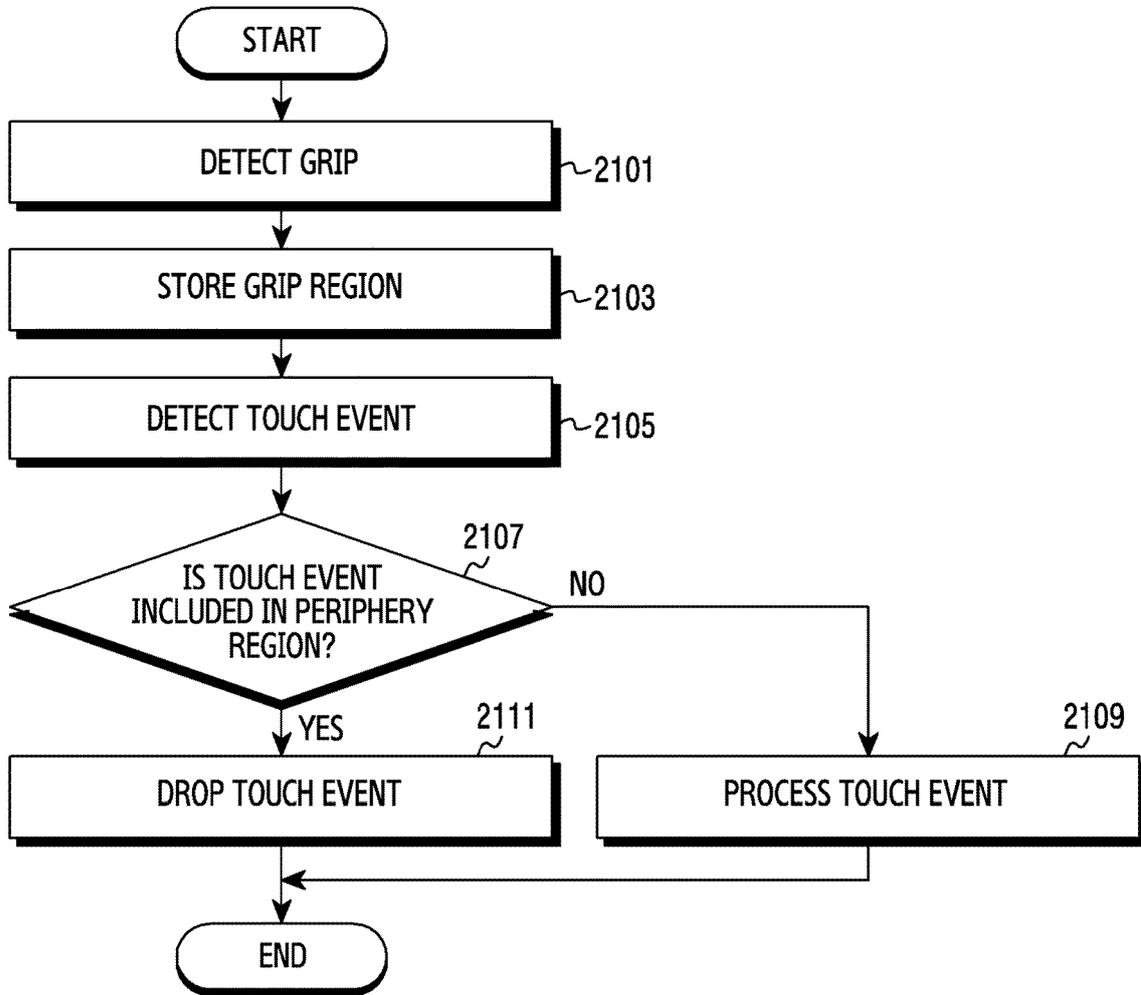 START
DETECT GRIP
2101
STORE GRIP REGION
2103
DETECT TOUCH EVENT
2105
2107
IS TOUCH EVENT
INCLUDED IN PERIPHERY
REGION?
NO
YES
2111
2109
DROP TOUCH EVENT
PROCESS TOUCH EVENT
END